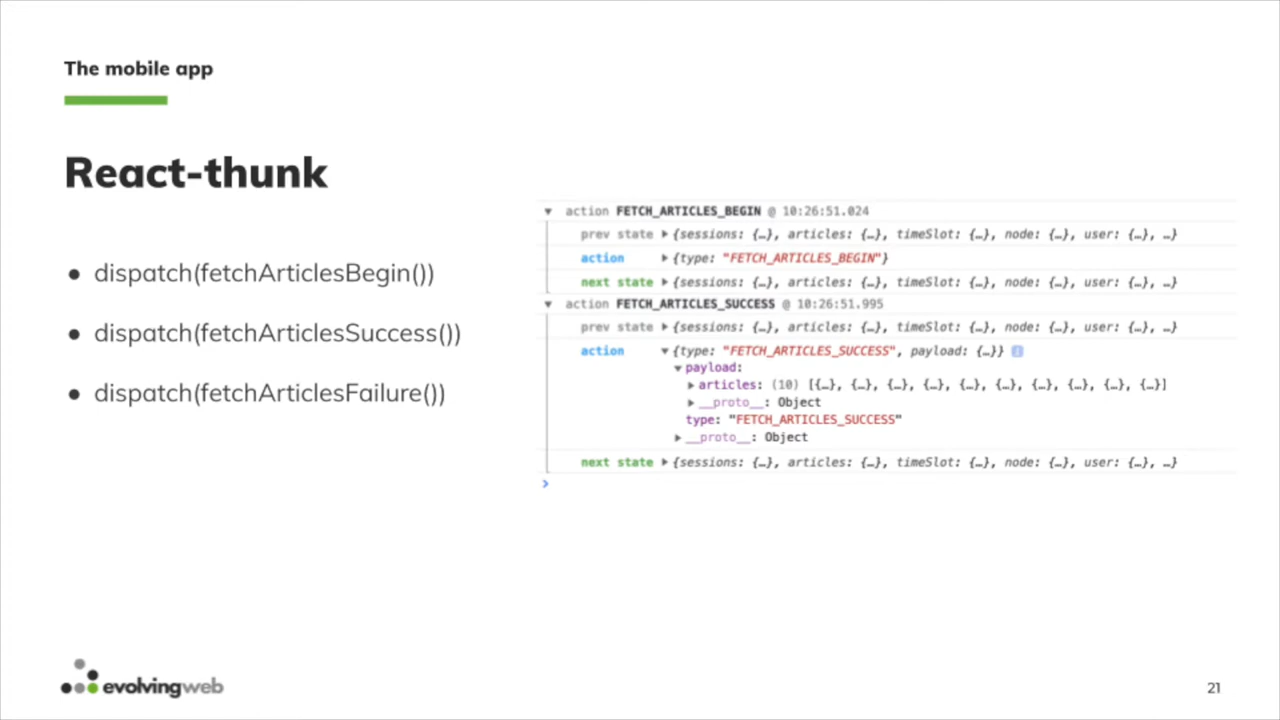 The mobile app
React-thunk
● dispatch(fetchArticlesBegin())
● dispatch(fetchArticlesSuccess())
● dispatch(fetchArticlesFailure())
▼ action FETCH_ARTICLES_BEGIN @ 10:26:51.024
prev state ▶ {sessions: {…}, articles: {…}, timeSlot: {…}, node: {…}, user: {…}, …}
action ▶ {type: "FETCH_ARTICLES_BEGIN"}
next state ▶ {sessions: {…}, articles: {…}, timeSlot: {…}, node: {…}, user: {…}, …}
▼ action FETCH_ARTICLES_SUCCESS @ 10:26:51.995
prev state ▶ {sessions: {…}, articles: {…}, timeSlot: {…}, node: {…}, user: {…}, …}
action ▼ {type: "FETCH_ARTICLES_SUCCESS", payload: {…}} i
▼ payload:
▶ articles: (10) [{…}, {…}, {…}, {…}, {…}, {…}, {…}, {…}, {…}, {…}]
▶ __proto__: Object
type: "FETCH_ARTICLES_SUCCESS"
▶ __proto__: Object
next state ▶ {sessions: {…}, articles: {…}, timeSlot: {…}, node: {…}, user: {…}, …}
›
evolvingweb
21